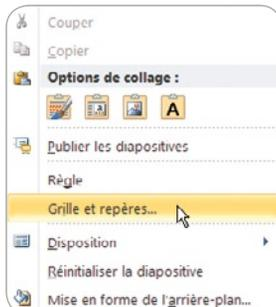 Couper
Copier
Options de collage :
A
Publier les diapositives
Règle
Grille et repères...
Disposition
Réinitialiser la diapositive
Mise en forme de l'arrière-plan...